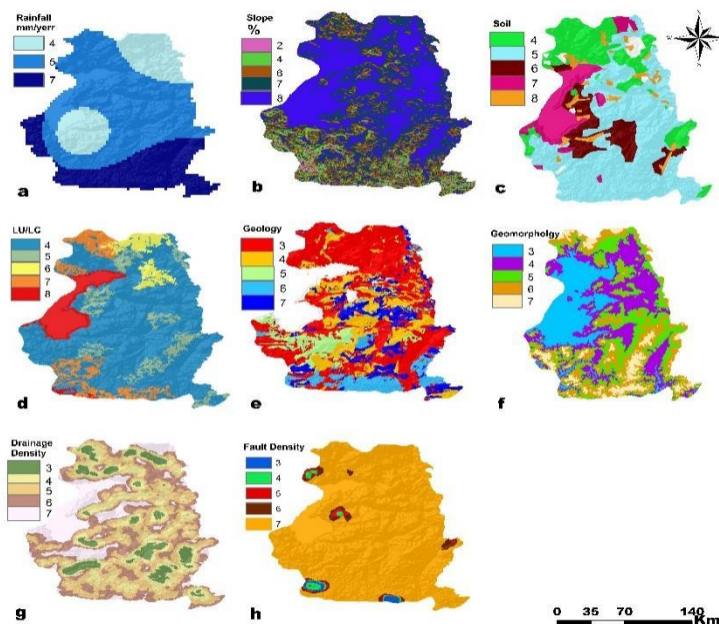 Rainfall
mm/yerr
4
5
7
a
Slope
%
2
4
6
7
8
b
Soil
4
5
6
7
8
c
N
W
E
S
LU/LC
4
5
6
7
8
d
Geology
3
4
5
6
7
e
Geomorpholgy
3
4
5
6
7
f
Drainage
Density
3
4
5
6
7
g
Fault Density
3
4
5
6
7
h
0 35 70 140
Km